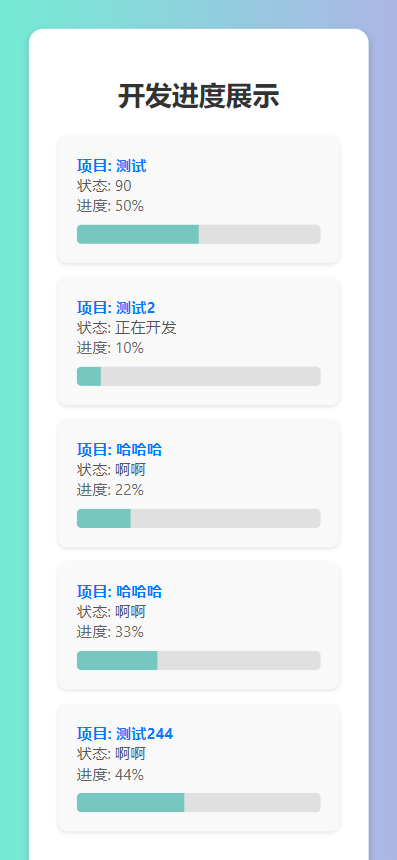 开发进度展示
项目: 测试
状态: 90
进度: 50%
项目: 测试2
状态: 正在开发
进度: 10%
项目: 哈哈哈
状态: 啊啊
进度: 22%
项目: 哈哈哈
状态: 啊啊
进度: 33%
项目: 测试244
状态: 啊啊
进度: 44%